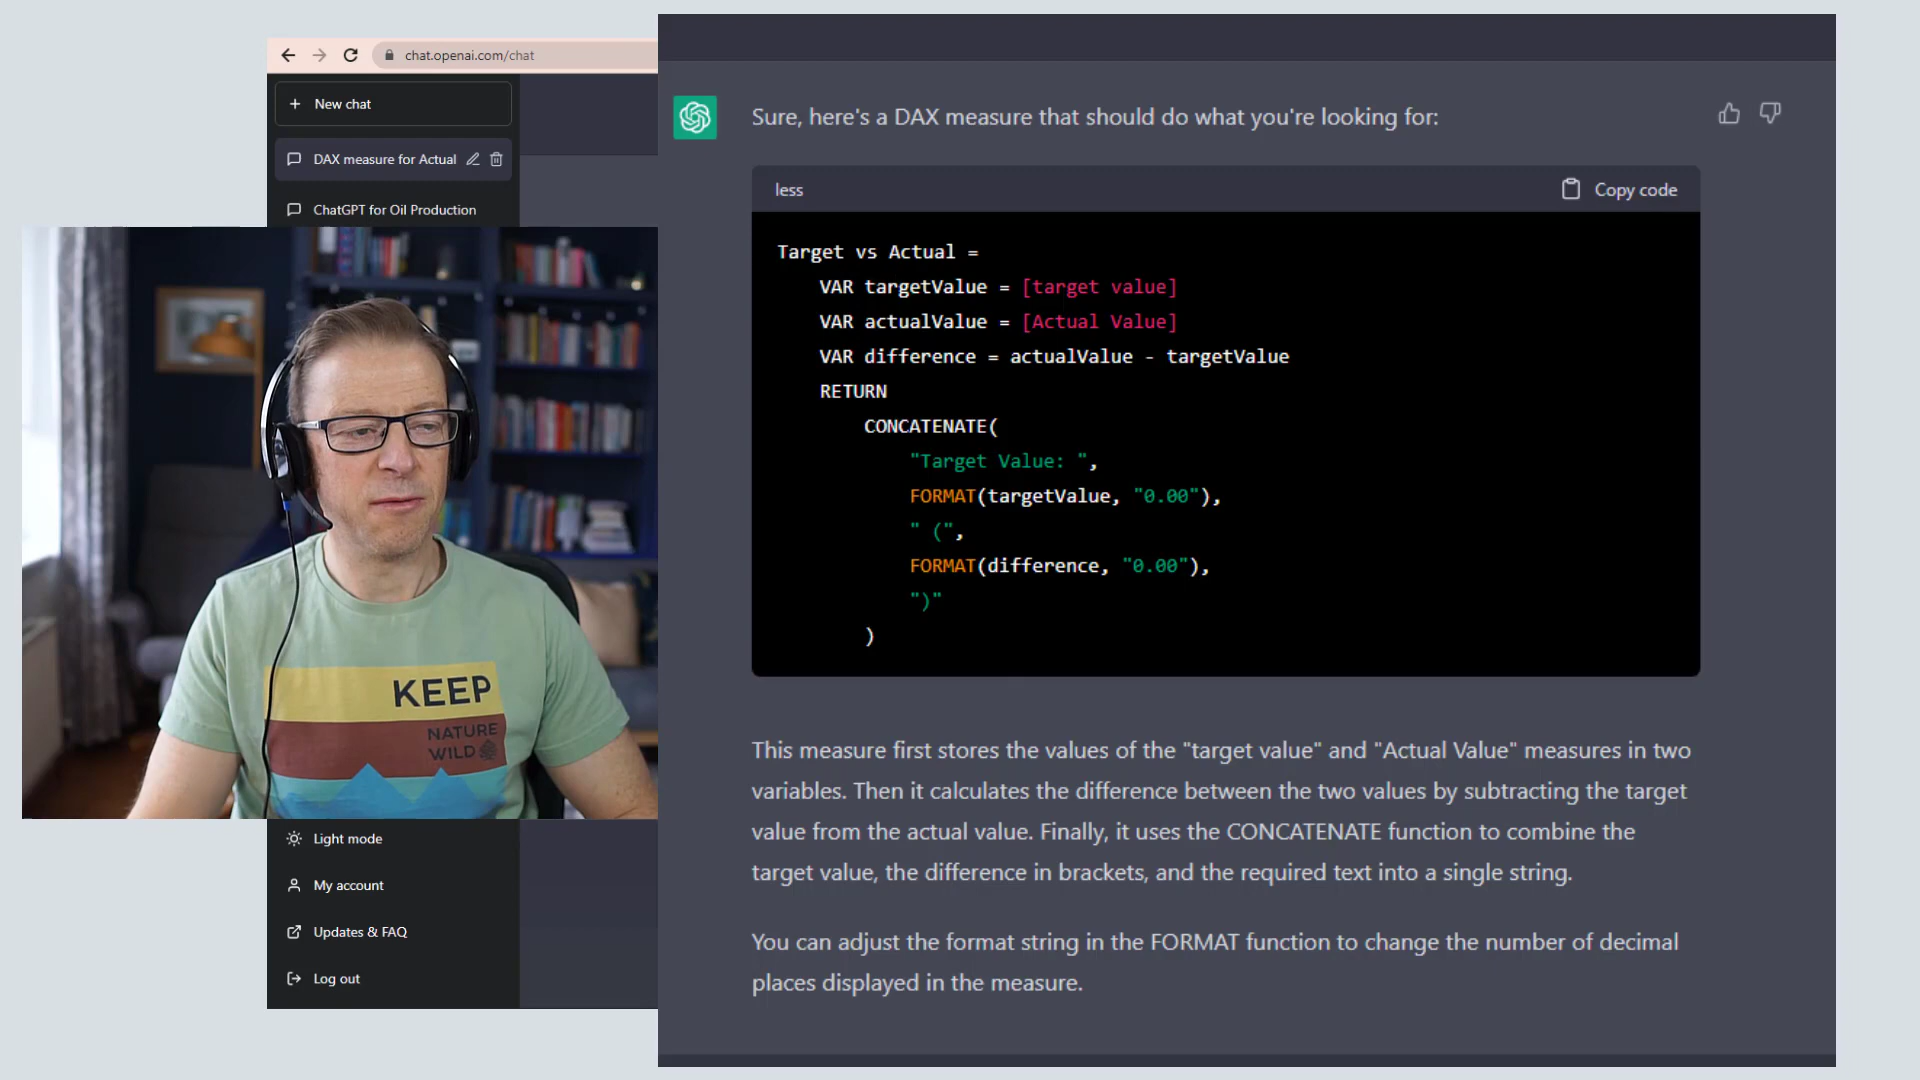 chat.openai.com/chat
New chat
DAX measure for Actual
ChatGPT for Oil Production
KEEP
NATURE
WILD
Light mode
My account
Updates & FAQ
Log out
Sure, here's a DAX measure that should do what you're looking for:
less
Copy code
Target vs Actual =
VAR targetValue = [target value]
VAR actualValue = [Actual Value]
VAR difference = actualValue - targetValue
RETURN
CONCATENATE(
"Target Value: ",
FORMAT(targetValue, "0.00"),
" (",
FORMAT(difference, "0.00"),
")"
)
This measure first stores the values of the "target value" and "Actual Value" measures in two
variables. Then it calculates the difference between the two values by subtracting the target
value from the actual value. Finally, it uses the CONCATENATE function to combine the
target value, the difference in brackets, and the required text into a single string.
You can adjust the format string in the FORMAT function to change the number of decimal
places displayed in the measure.